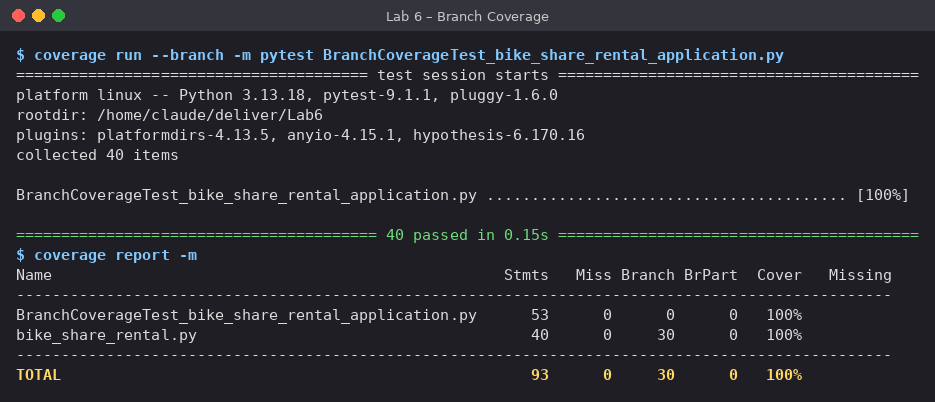 Lab 6 – Branch Coverage
$ coverage run --branch -m pytest BranchCoverageTest_bike_share_rental_application.py
======================================= test session starts ========================================
platform linux -- Python 3.13.18, pytest-9.1.1, pluggy-1.6.0
rootdir: /home/claude/deliver/Lab6
plugins: platformdirs-4.13.5, anyio-4.15.1, hypothesis-6.170.16
collected 40 items
BranchCoverageTest_bike_share_rental_application.py ........................................ [100%]
======================================== 40 passed in 0.15s ========================================
$ coverage report -m
Name                                                  Stmts   Miss Branch BrPart  Cover   Missing
-------------------------------------------------------------------------------------------------
BranchCoverageTest_bike_share_rental_application.py      53      0      0      0   100%
bike_share_rental.py                                     40      0     30      0   100%
-------------------------------------------------------------------------------------------------
TOTAL                                                    93      0     30      0   100%